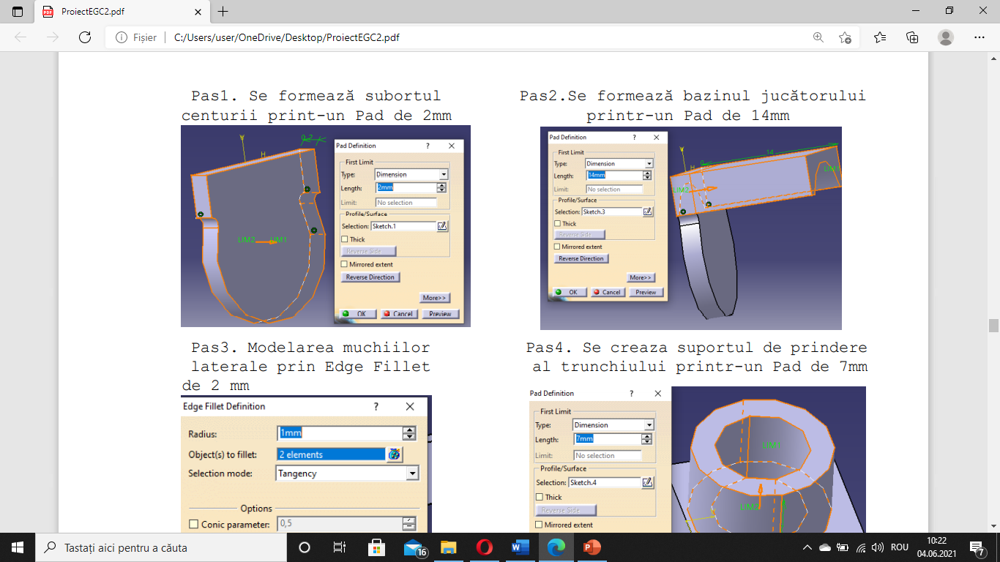 ProiectEGC2.pdf
Fișier
C:/Users/user/OneDrive/Desktop/ProiectEGC2.pdf
Pas1. Se formează subortul
centurii print-un Pad de 2mm
Pad Definition
First Limit
Type: Dimension
Length: 2mm
Limit: No selection
Profile/Surface
Selection: Sketch.1
Thick
Reverse Side
Mirrored extent
Reverse Direction
More>>
OK Cancel Preview
H
LIM2 LIM1
Pas2.Se formează bazinul jucătorului
printr-un Pad de 14mm
Pad Definition
First Limit
Type: Dimension
Length: 14mm
Limit: No selection
Profile/Surface
Selection: Sketch.3
Thick
Reverse Side
Mirrored extent
Reverse Direction
More>>
OK Cancel Preview
14
H
LIM1
LIM2
Pas3. Modelarea muchiilor
laterale prin Edge Fillet
de 2 mm
Edge Fillet Definition
Radius: 1mm
Object(s) to fillet: 2 elements
Selection mode: Tangency
Options
Conic parameter: 0,5
Pas4. Se creaza suportul de prindere
al trunchiului printr-un Pad de 7mm
Pad Definition
First Limit
Type: Dimension
Length: 7mm
Limit: No selection
Profile/Surface
Selection: Sketch.4
Thick
Reverse Side
Mirrored extent
LIM1
LIM2
Tastați aici pentru a căuta
16
ROU
10:22
04.06.2021
7